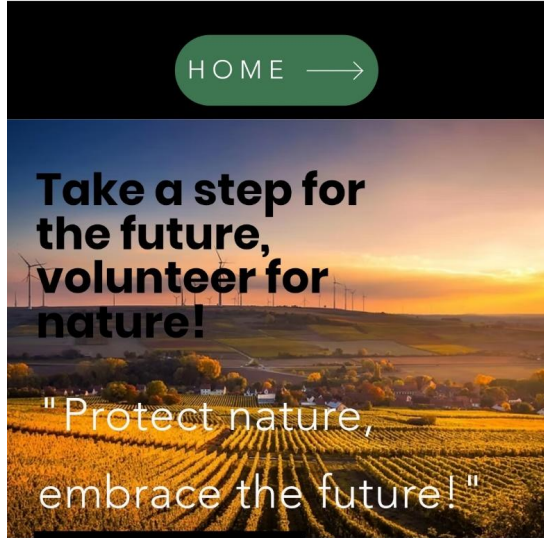 HOME
Take a step for
the future,
volunteer for
nature!
"Protect nature,
embrace the future!"